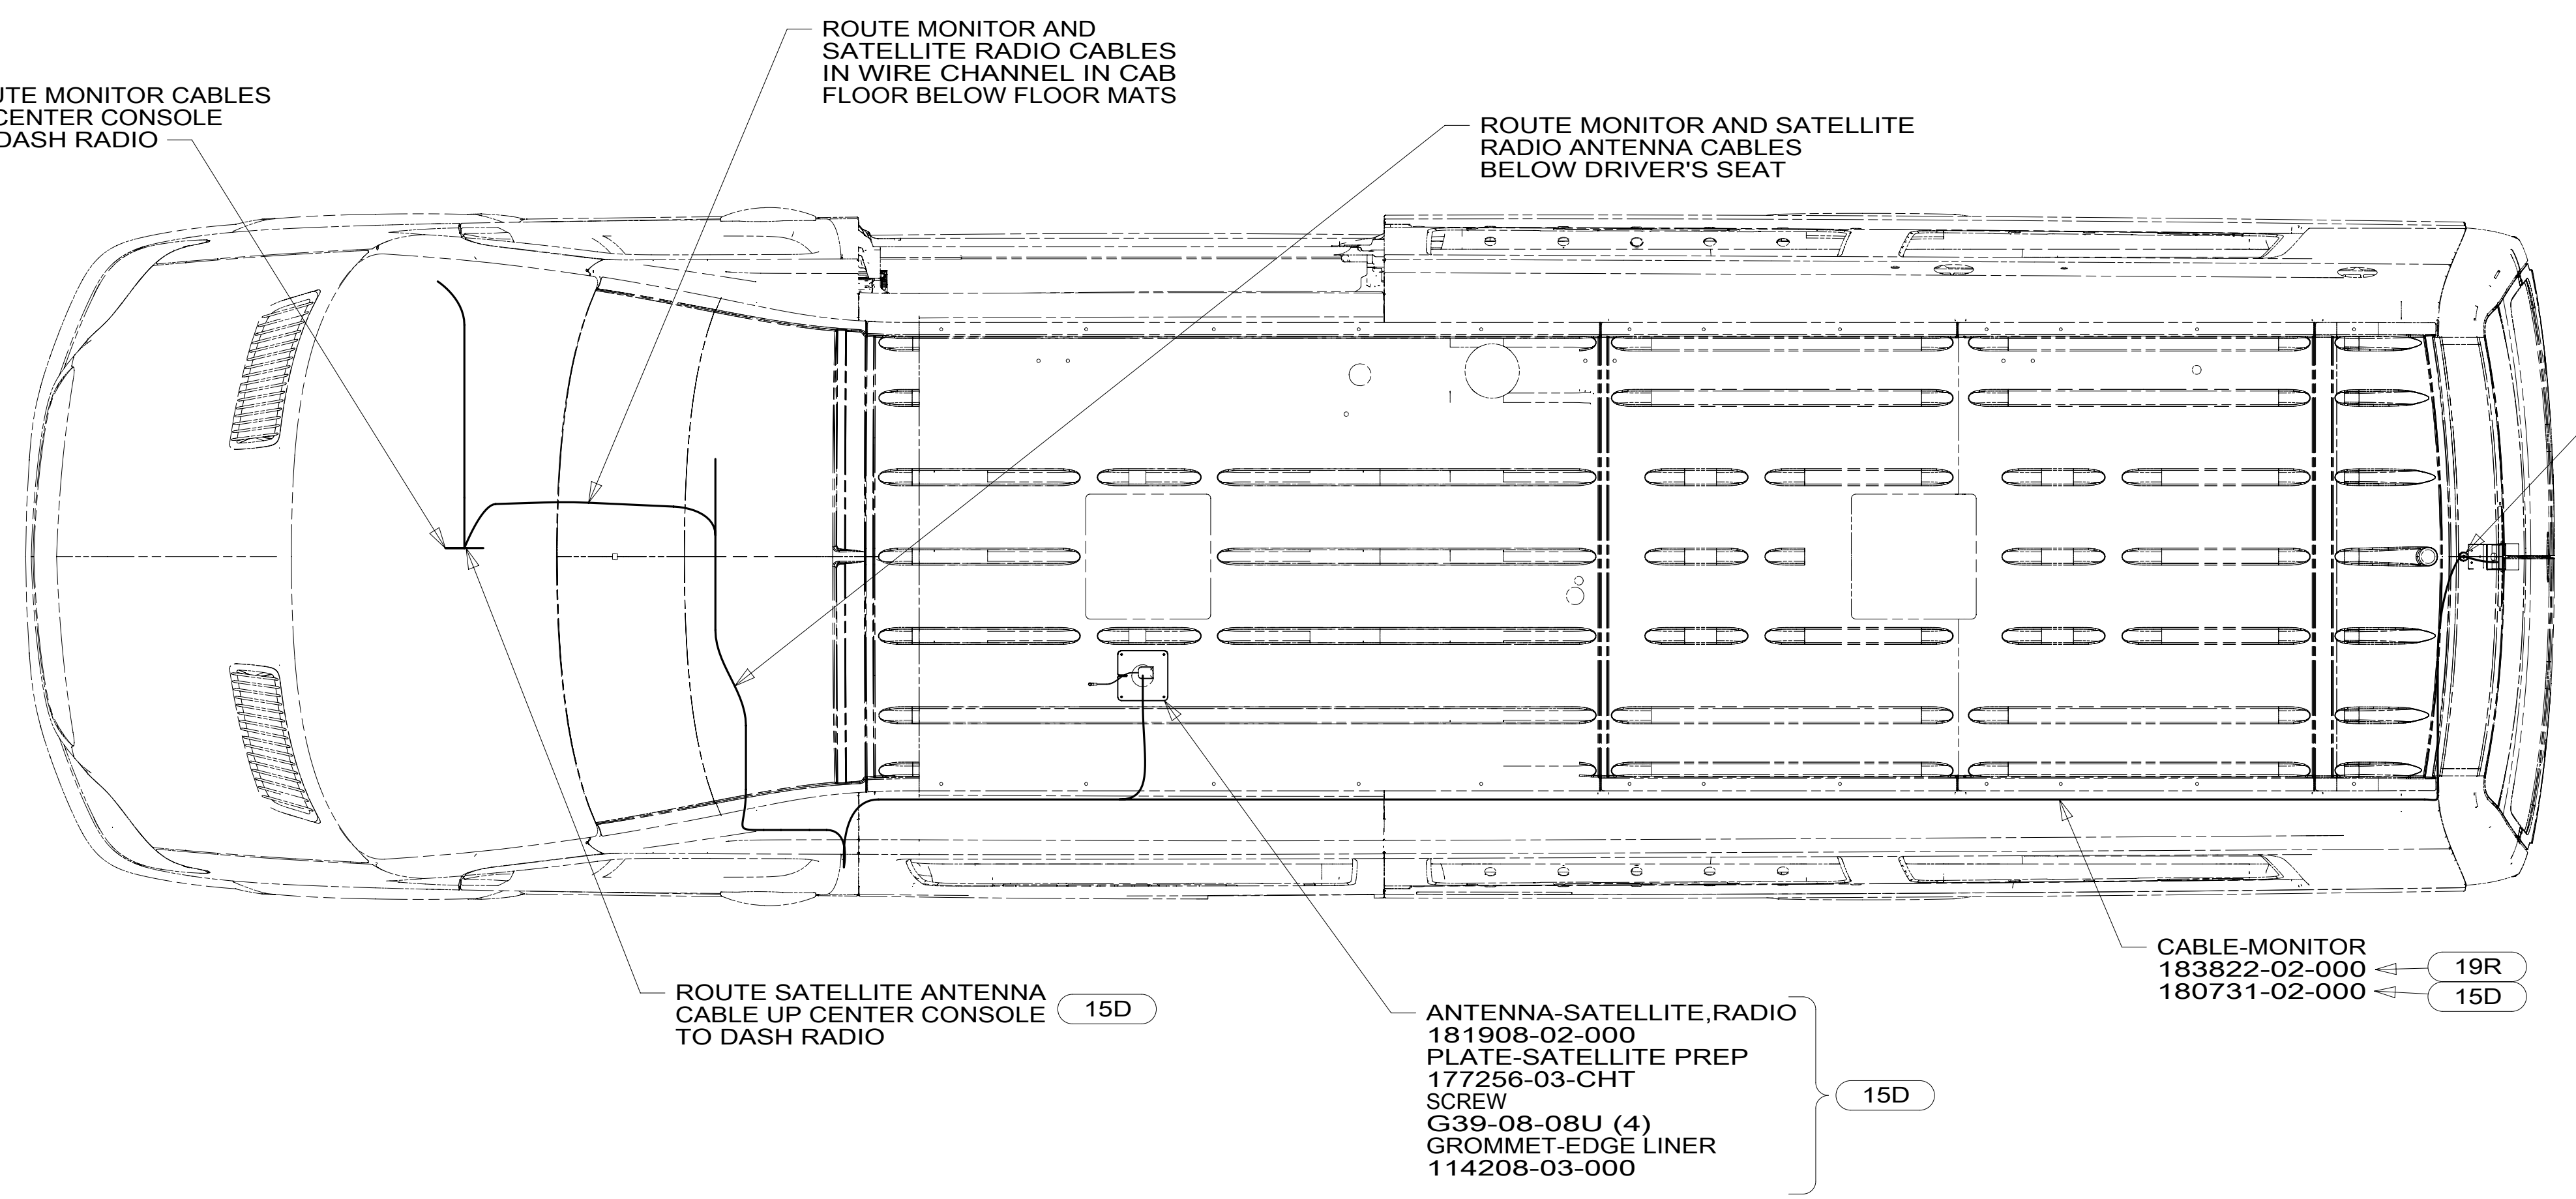 ROUTE MONITOR AND
SATELLITE RADIO CABLES
IN WIRE CHANNEL IN CAB
FLOOR BELOW FLOOR MATS
MONITOR CABLES
CENTER CONSOLE
DASH RADIO
ROUTE MONITOR AND SATELLITE
RADIO ANTENNA CABLES
BELOW DRIVER'S SEAT
CABLE-MONITOR
183822-02-000 19R
180731-02-000 15D
ROUTE SATELLITE ANTENNA
CABLE UP CENTER CONSOLE 15D
TO DASH RADIO
ANTENNA-SATELLITE,RADIO
181908-02-000
PLATE-SATELLITE PREP
177256-03-CHT
SCREW
G39-08-08U (4)
GROMMET-EDGE LINER
114208-03-000
15D